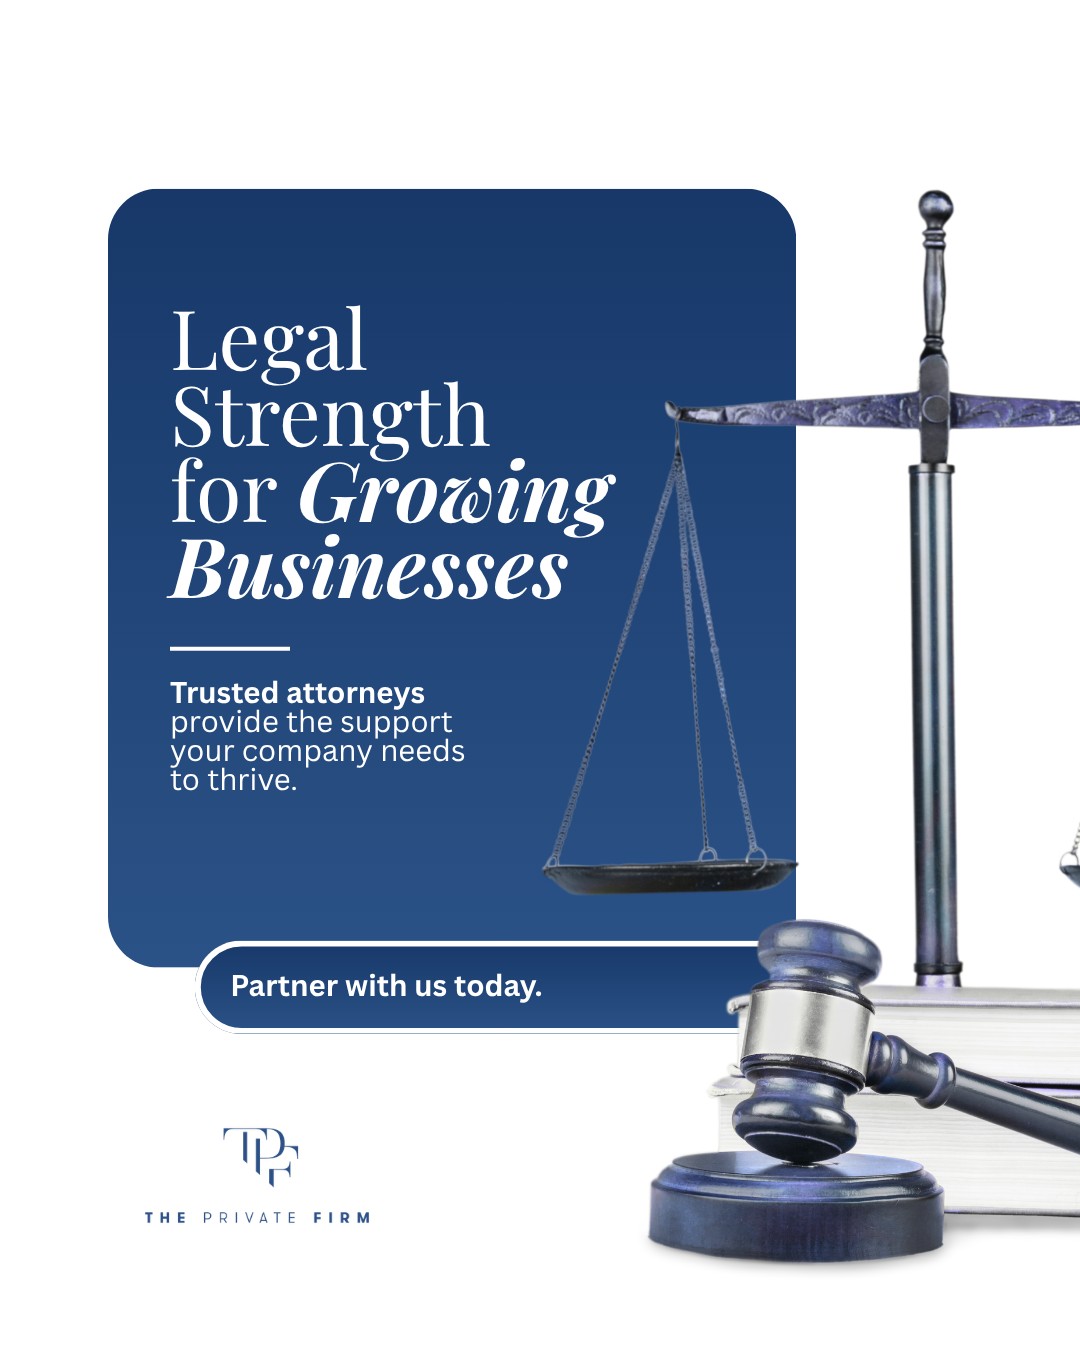 Legal
Strength
for Growing
Businesses
Trusted attorneys
provide the support
your company needs
to thrive.
Partner with us today.
TPF
THE PRIVATE FIRM